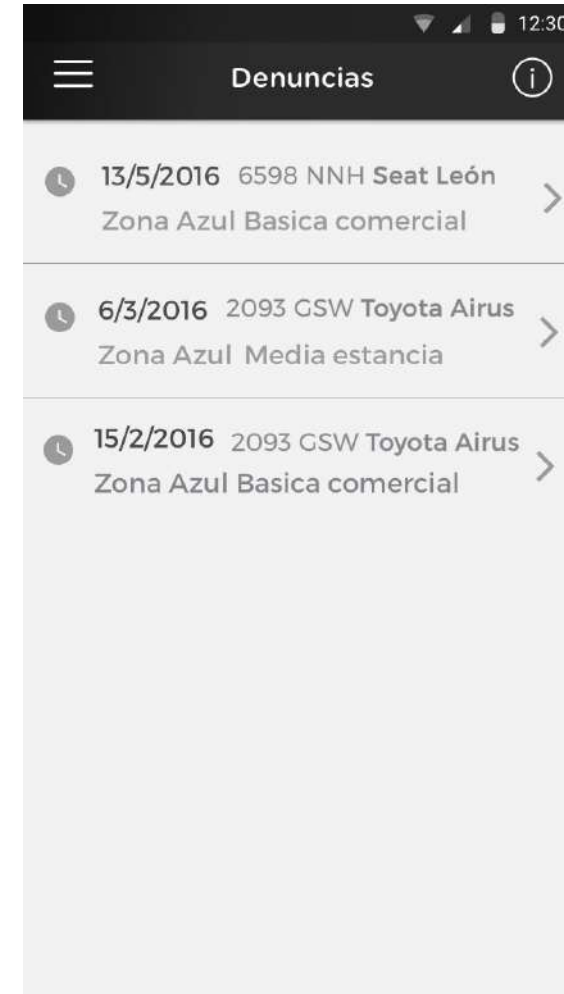 12:30
Denuncias
13/5/2016 6598 NNH Seat León
Zona Azul Basica comercial
6/3/2016 2093 GSW Toyota Airus
Zona Azul Media estancia
15/2/2016 2093 GSW Toyota Airus
Zona Azul Basica comercial